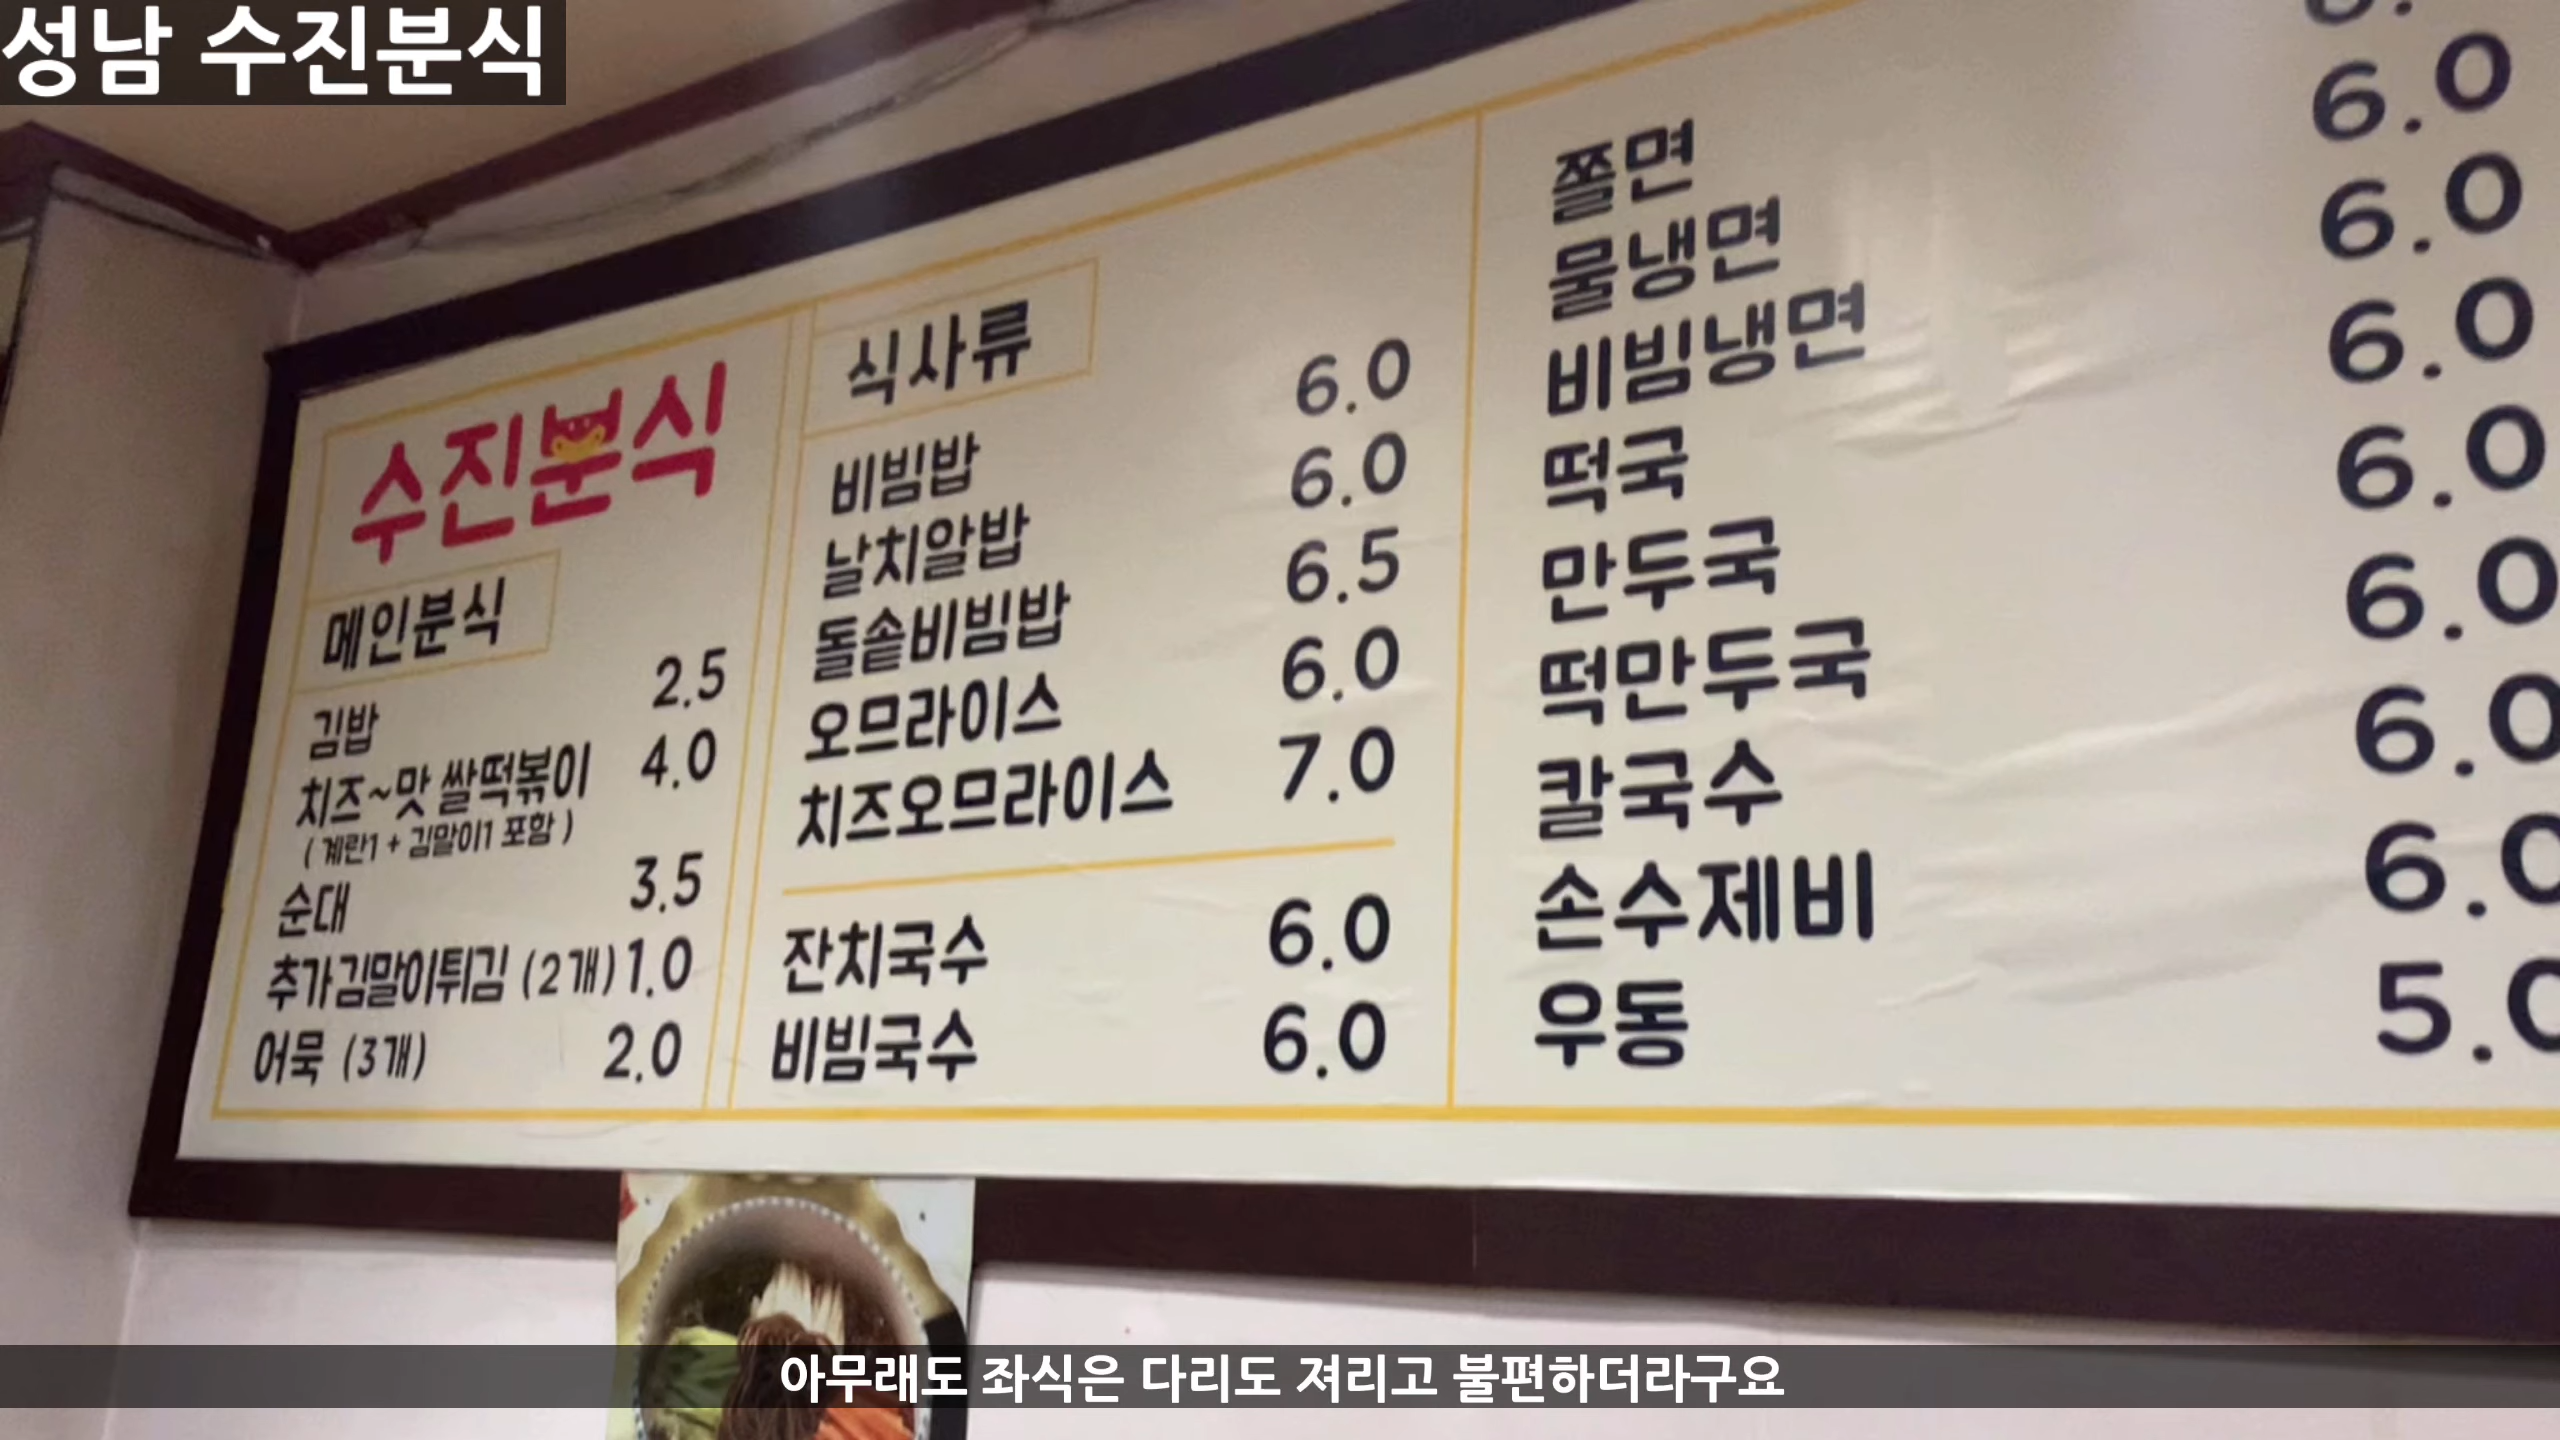 성남 수진분식
수진분식
메인분식
김밥 2.5
치즈~맛 쌀떡볶이 4.0
( 계란1 + 김말이1 포함 )
순대 3.5
추가김말이튀김 (2개) 1.0
어묵 (3개) 2.0
식사류
비빔밥 6.0
날치알밥 6.0
돌솥비빔밥 6.5
오므라이스 6.0
치즈오므라이스 7.0
잔치국수 6.0
비빔국수 6.0
쫄면 6.0
물냉면 6.0
비빔냉면 6.0
떡국 6.0
만두국 6.0
떡만두국 6.0
칼국수 6.0
손수제비
우동 5.0
아무래도 좌식은 다리도 져리고 불편하더라구요